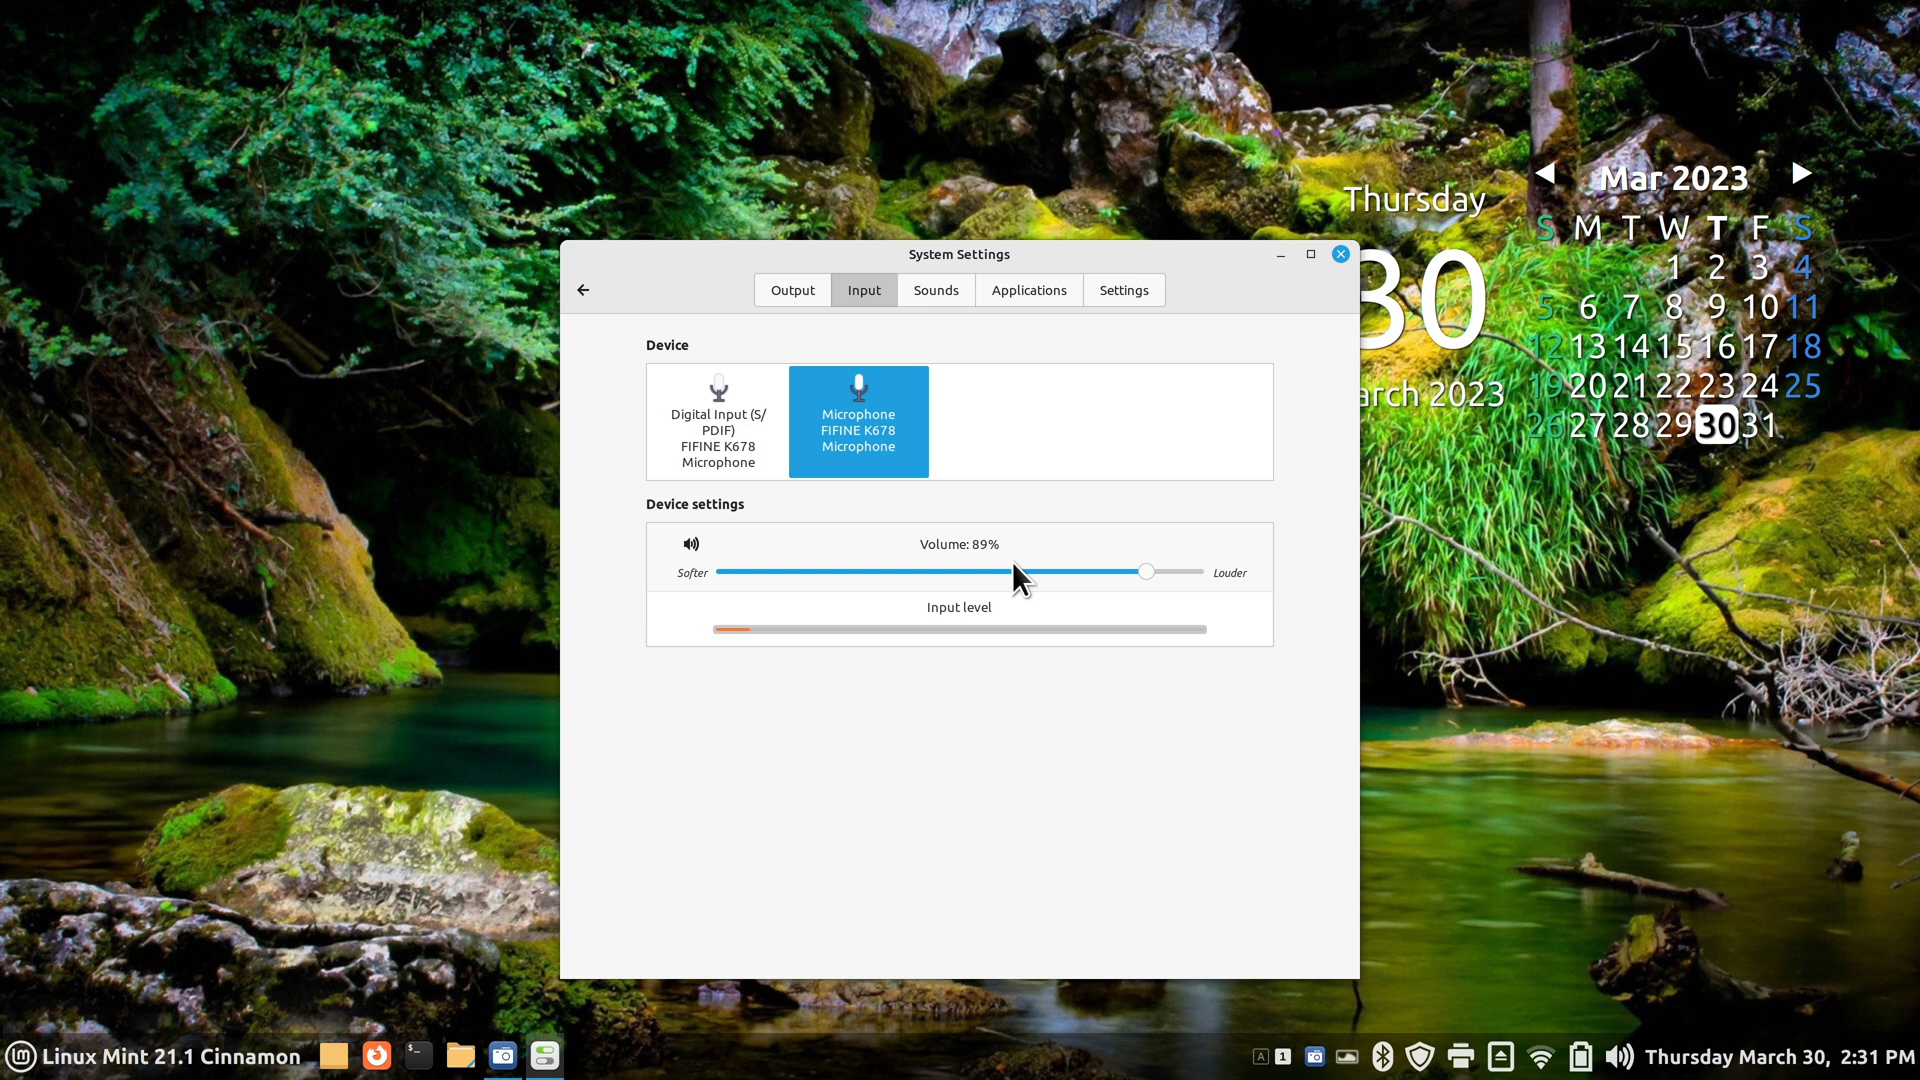 System Settings
Output
Input
Sounds
Applications
Settings
Device
Digital Input (S/
PDIF)
FIFINE K678
Microphone
Microphone
FIFINE K678
Microphone
Device settings
Volume: 89%
Softer
Louder
Input level
Thursday
30
arch 2023
Mar 2023
S M T W T F S
1 2 3 4
5 6 7 8 9 10 11
12 13 14 15 16 17 18
19 20 21 22 23 24 25
26 27 28 29 30 31
Linux Mint 21.1 Cinnamon
A 1
Thursday March 30, 2:31 PM